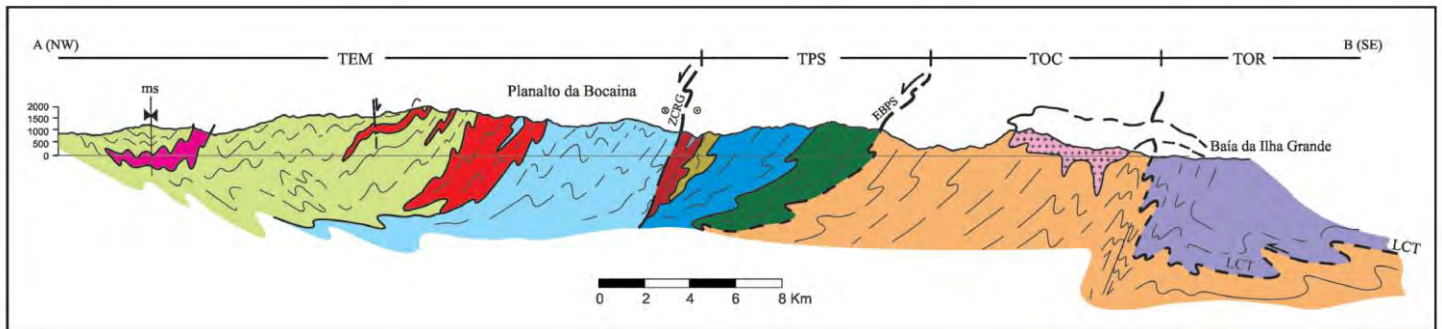 A (NW)
B (SE)
TEM
TPS
TOC
TOR
ms
Planalto da Bocaina
ZCRG
EBPS
Baía da Ilha Grande
2000
1500
1000
500
0
LCT
LCT
0 2 4 6 8 Km